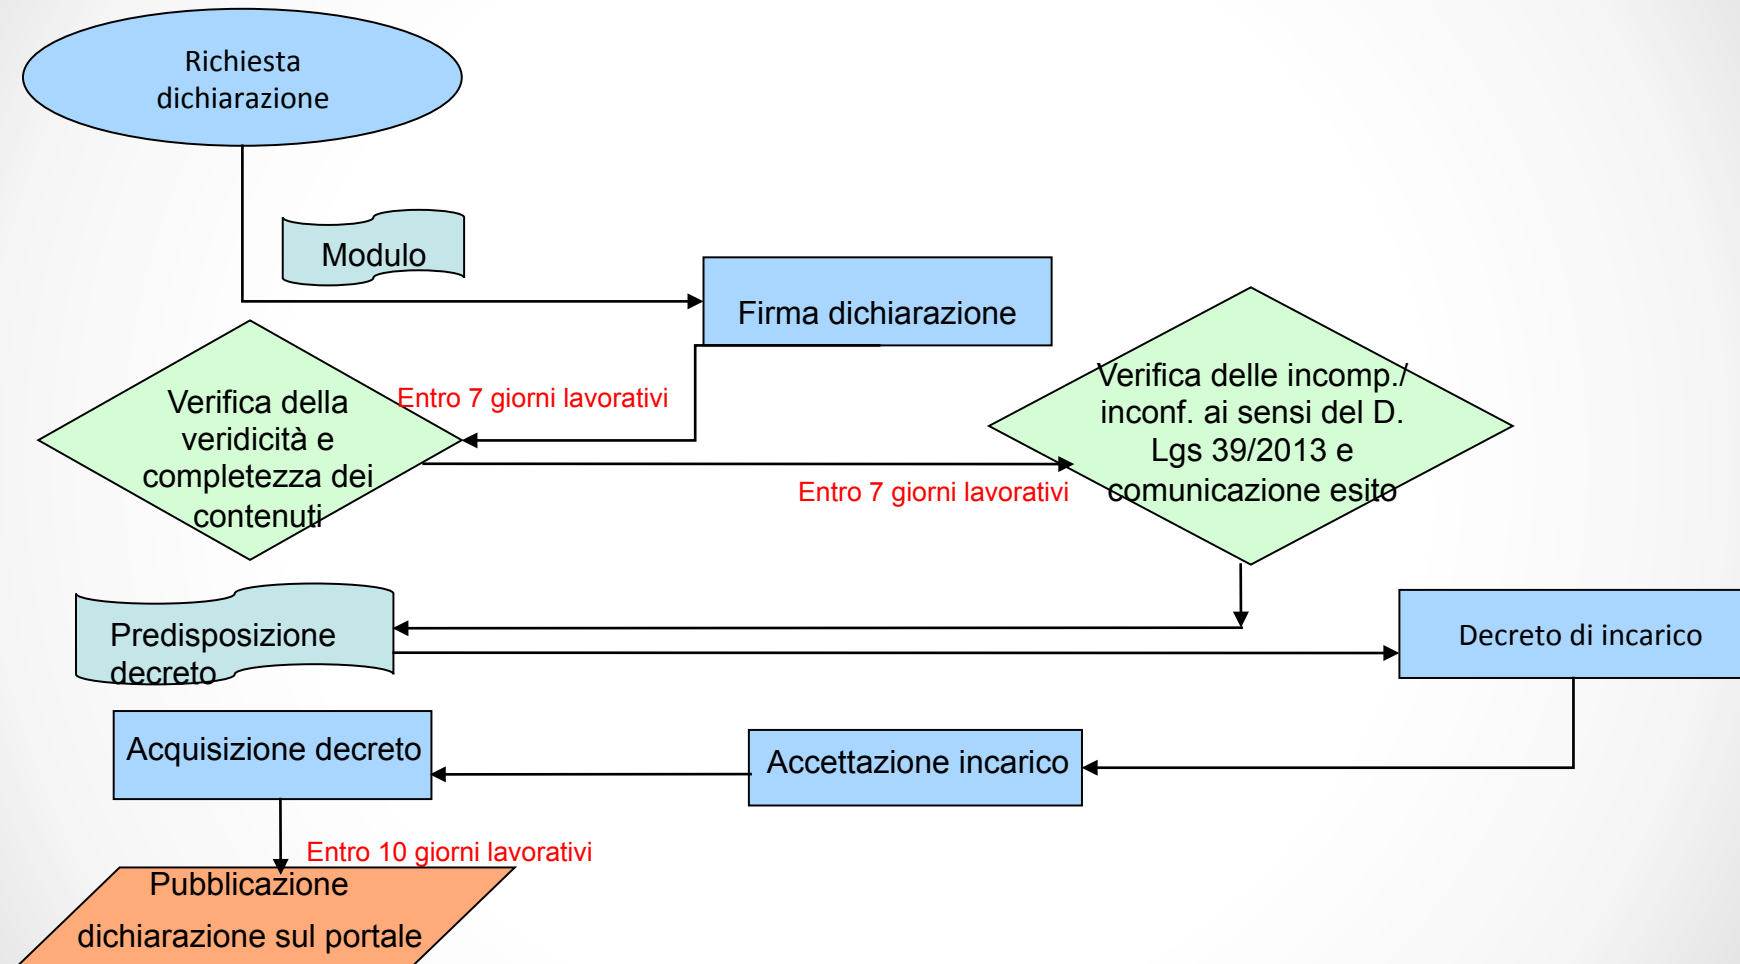 Richiesta
dichiarazione
Modulo
Firma dichiarazione
Entro 7 giorni lavorativi
Verifica della
veridicità e
completezza dei
contenuti
Verifica delle incomp./
inconf. ai sensi del D.
Lgs 39/2013 e
comunicazione esito
Entro 7 giorni lavorativi
Predisposizione
decreto
Decreto di incarico
Accettazione incarico
Acquisizione decreto
Entro 10 giorni lavorativi
Pubblicazione
dichiarazione sul portale